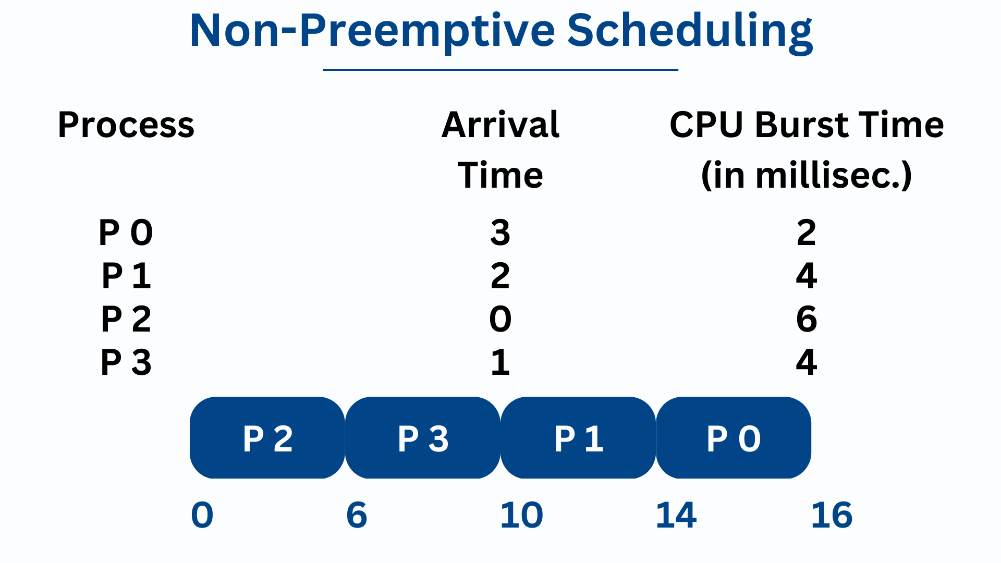 Non-Preemptive Scheduling
Process Arrival Time CPU Burst Time (in millisec.)
P 0 3 2
P 1 2 4
P 2 0 6
P 3 1 4
P 2 P 3 P 1 P 0
0 6 10 14 16